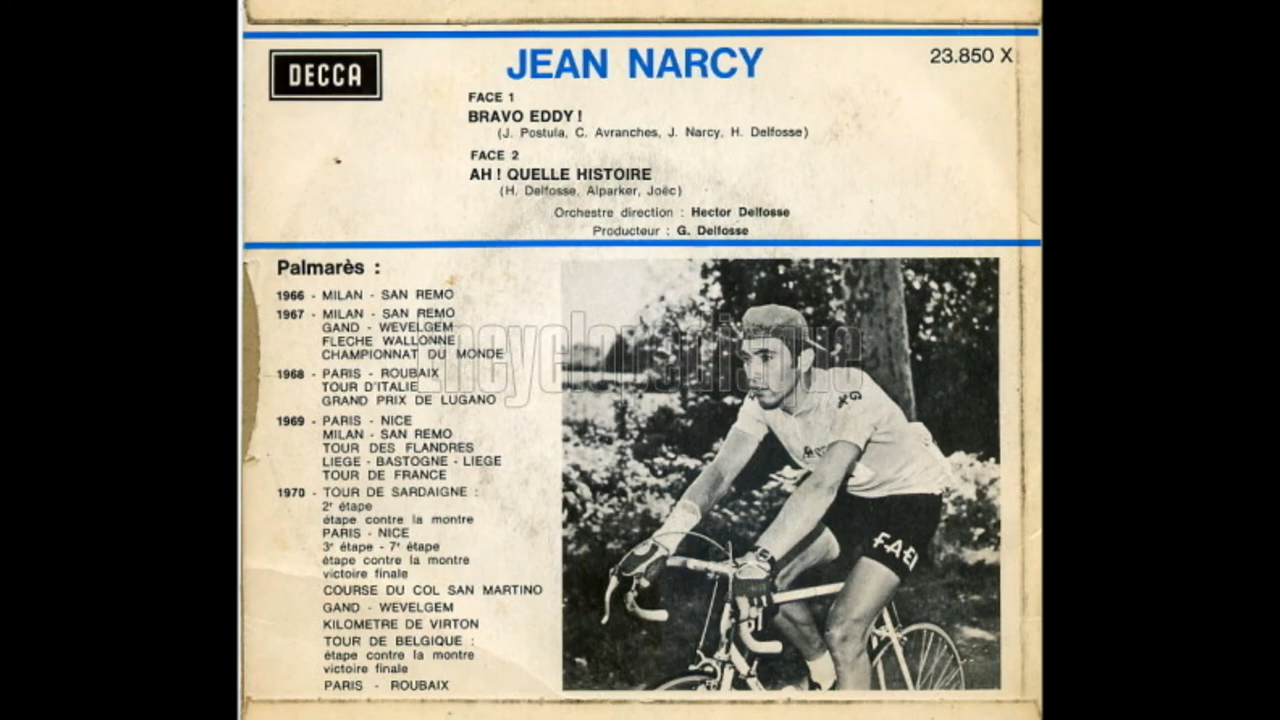 DECCA
JEAN NARCY
23.850 X
FACE 1
BRAVO EDDY !
(J. Postula, C. Avranches, J. Narcy, H. Delfosse)
FACE 2
AH ! QUELLE HISTOIRE
(H. Delfosse, Alparker, Joëc)
Orchestre direction : Hector Delfosse
Producteur : G. Delfosse
Palmarès :
1966 - MILAN - SAN REMO
1967 - MILAN - SAN REMO
GAND - WEVELGEM
FLECHE WALLONNE
CHAMPIONNAT DU MONDE
1968 - PARIS - ROUBAIX
TOUR D'ITALIE
GRAND PRIX DE LUGANO
1969 - PARIS - NICE
MILAN - SAN REMO
TOUR DES FLANDRES
LIEGE - BASTOGNE - LIEGE
TOUR DE FRANCE
1970 - TOUR DE SARDAIGNE :
2e étape
étape contre la montre
PARIS - NICE
3e étape - 7e étape
étape contre la montre
victoire finale
COURSE DU COL SAN MARTINO
GAND - WEVELGEM
KILOMETRE DE VIRTON
TOUR DE BELGIQUE :
étape contre la montre
victoire finale
PARIS - ROUBAIX
Encyclopédisque
FAE